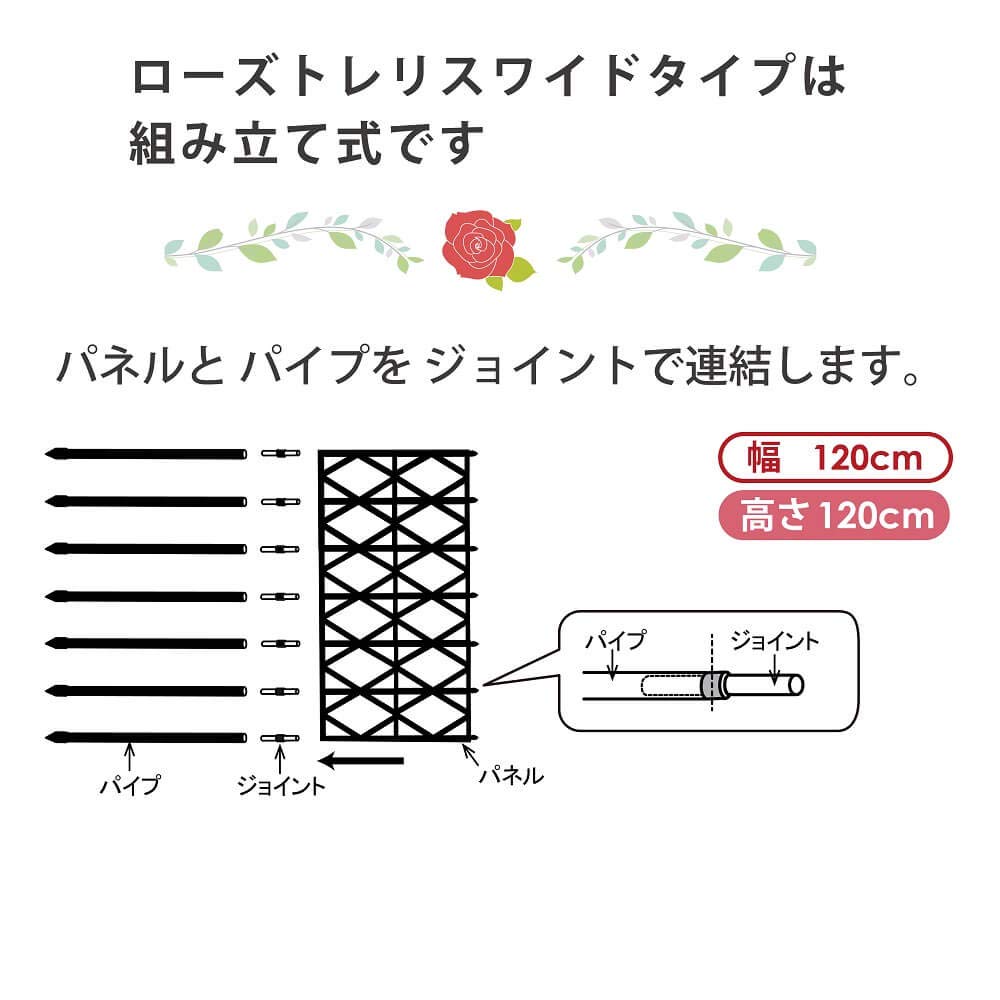 ローズトレリスワイドタイプは
組み立て式です
パネルと パイプを ジョイントで連結します。
幅　120cm
高さ 120cm
パイプ
ジョイント
パイプ
ジョイント
パネル